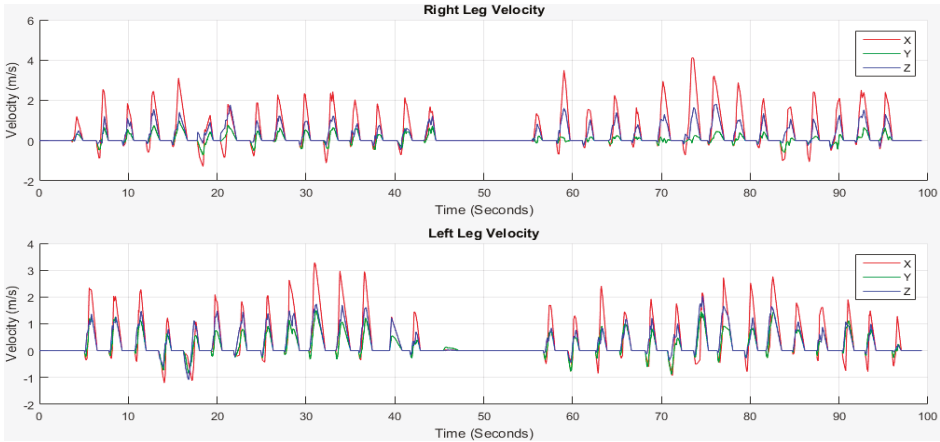 Right Leg Velocity
Velocity (m/s)
6
4
2
0
-2
X
Y
Z
0 10 20 30 40 50 60 70 80 90 100
Time (Seconds)
Left Leg Velocity
Velocity (m/s)
4
3
2
1
0
-1
-2
X
Y
Z
0 10 20 30 40 50 60 70 80 90 100
Time (Seconds)